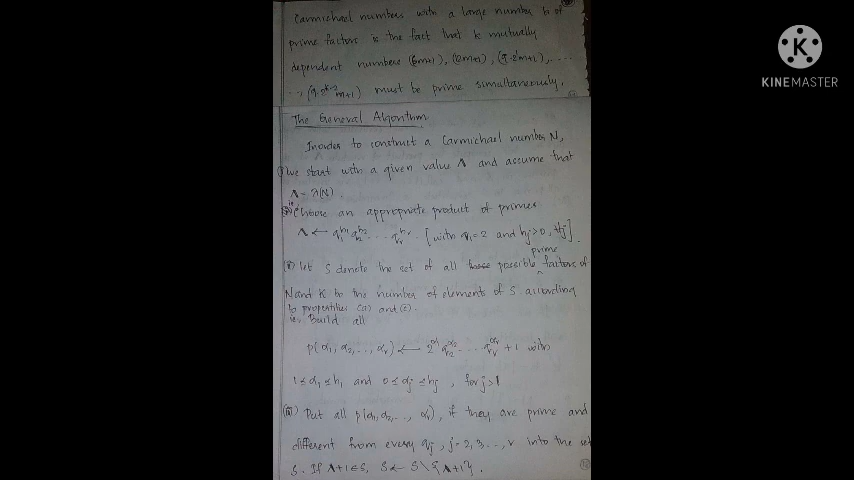 Carmichael numbers with a large number k of
prime factors is the fact that k mutually
dependent numbers (6m+1), (12m+1), (9·2¹m+1), ....
.., (9·2ᵏ⁻²m+1) must be prime simultaneously.
The General Algorithm
Inorder to construct a Carmichael number N,
(i) we start with a given value Λ and assume that
Λ = λ(N).
Choose an appropriate product of primes
Λ ← q₁^h₁ q₂^h₂ ... qᵣ^hᵣ. [with q₁=2 and hj>0, ∀j].
(ii) let S denote the set of all possible prime factors of
N and K be the number of elements of S according
to properties (1) and (2).
ie, Build all
p(α₁, α₂, ..., αᵣ) ← 2^α₁ q₂^α₂ ... qᵣ^αᵣ + 1 with
1 ≤ α₁ ≤ h₁ and 0 ≤ αj ≤ hj , for j>1
(iii) Put all p(α₁, α₂, ..., αᵣ), if they are prime and
different from every qj, j=2, 3..., r into the set
S. If Λ+1 ∈ S, S ← S \ {Λ+1}.
K
KINEMASTER